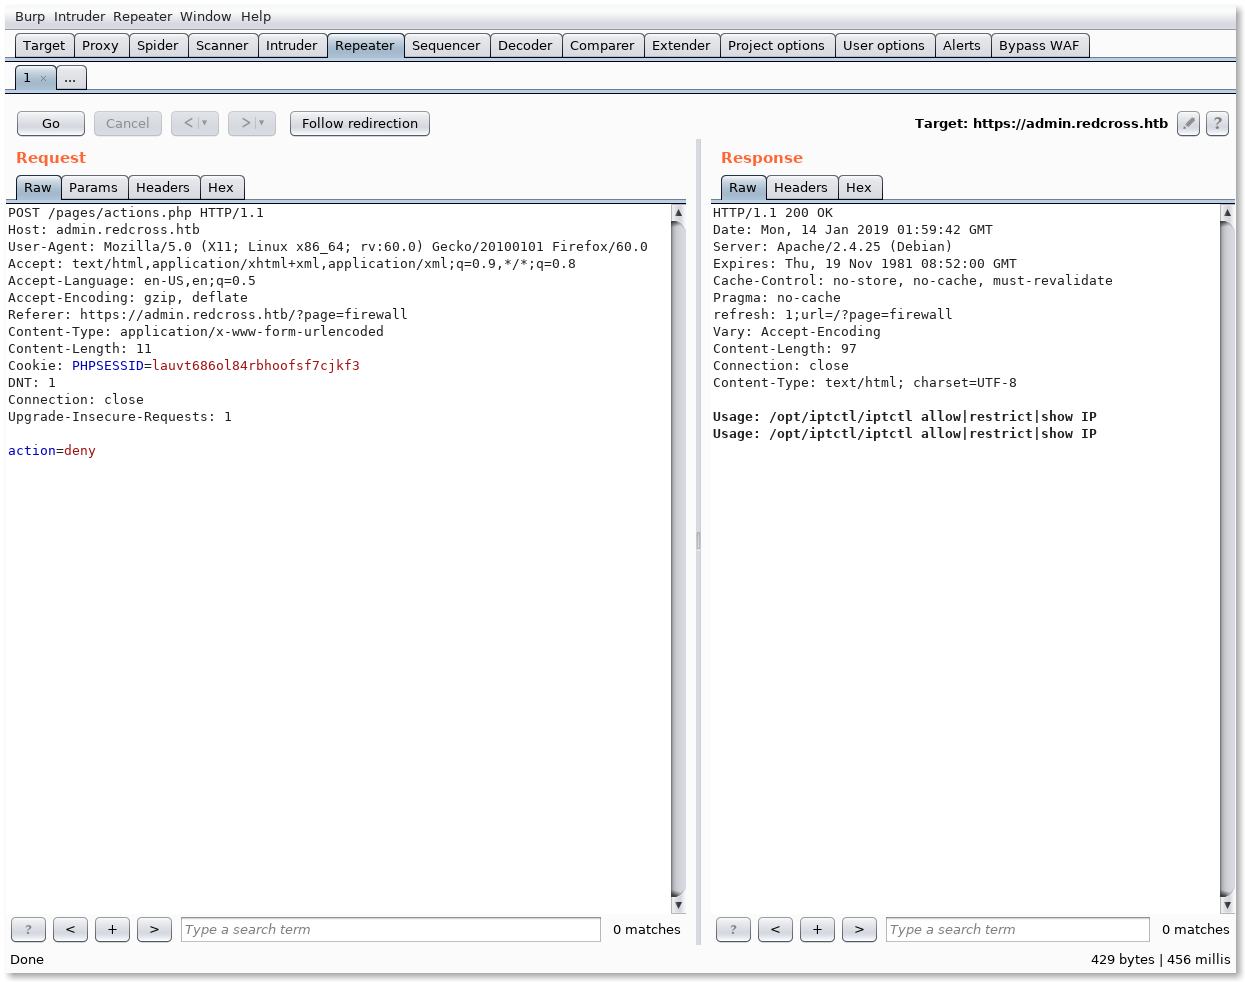 Burp Intruder Repeater Window Help
Target Proxy Spider Scanner Intruder Repeater Sequencer Decoder Comparer Extender Project options User options Alerts Bypass WAF
1 × ...
Go Cancel < > Follow redirection Target: https://admin.redcross.htb ?
Request
Raw Params Headers Hex
POST /pages/actions.php HTTP/1.1
Host: admin.redcross.htb
User-Agent: Mozilla/5.0 (X11; Linux x86_64; rv:60.0) Gecko/20100101 Firefox/60.0
Accept: text/html,application/xhtml+xml,application/xml;q=0.9,*/*;q=0.8
Accept-Language: en-US,en;q=0.5
Accept-Encoding: gzip, deflate
Referer: https://admin.redcross.htb/?page=firewall
Content-Type: application/x-www-form-urlencoded
Content-Length: 11
Cookie: PHPSESSID=lauvt686ol84rbhoofsf7cjkf3
DNT: 1
Connection: close
Upgrade-Insecure-Requests: 1

action=deny
? < + > Type a search term 0 matches
Response
Raw Headers Hex
HTTP/1.1 200 OK
Date: Mon, 14 Jan 2019 01:59:42 GMT
Server: Apache/2.4.25 (Debian)
Expires: Thu, 19 Nov 1981 08:52:00 GMT
Cache-Control: no-store, no-cache, must-revalidate
Pragma: no-cache
refresh: 1;url=/?page=firewall
Vary: Accept-Encoding
Content-Length: 97
Connection: close
Content-Type: text/html; charset=UTF-8

Usage: /opt/iptctl/iptctl allow|restrict|show IP
Usage: /opt/iptctl/iptctl allow|restrict|show IP
? < + > Type a search term 0 matches
Done 429 bytes | 456 millis